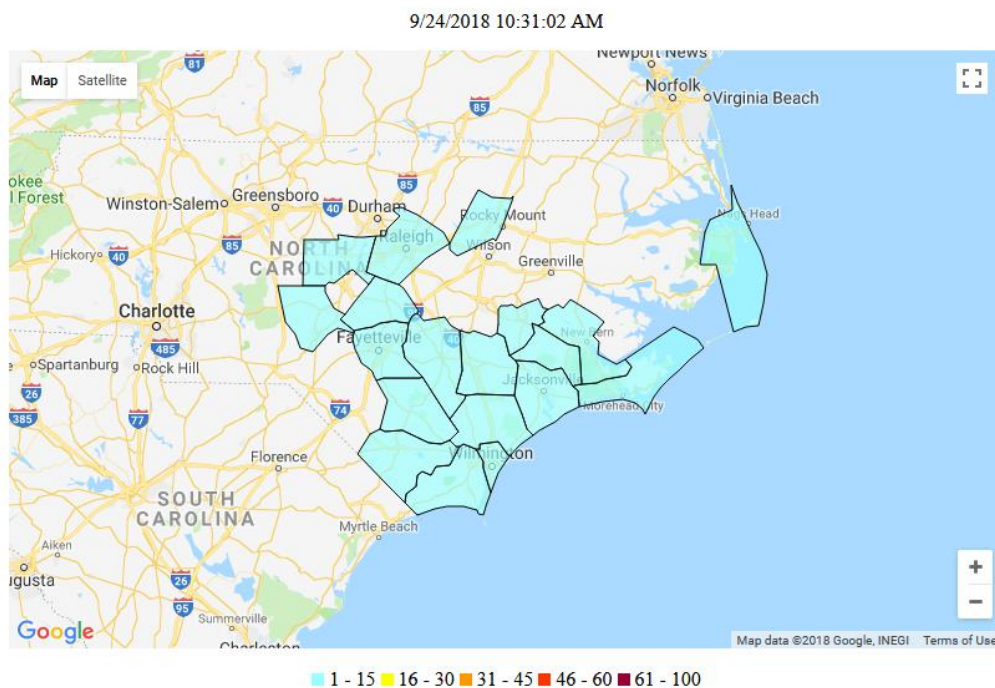 9/24/2018 10:31:02 AM
Map Satellite
81
Newport News
Norfolk
Virginia Beach
85
okee
l Forest
Winston-Salem
Greensboro
40
85
Durham
Rocky Mount
Nags Head
Raleigh
Wilson
Hickory
40
85
NORTH
CAROLINA
Greenville
Charlotte
485
Fayetteville
40
New Bern
Spartanburg
Rock Hill
Jacksonville
26
385
77
74
Morehead City
Florence
Wilmington
SOUTH
CAROLINA
Myrtle Beach
Aiken
ugusta
26
95
Summerville
Charleston
Google
+
−
Map data ©2018 Google, INEGI Terms of Use
1 - 15 16 - 30 31 - 45 46 - 60 61 - 100